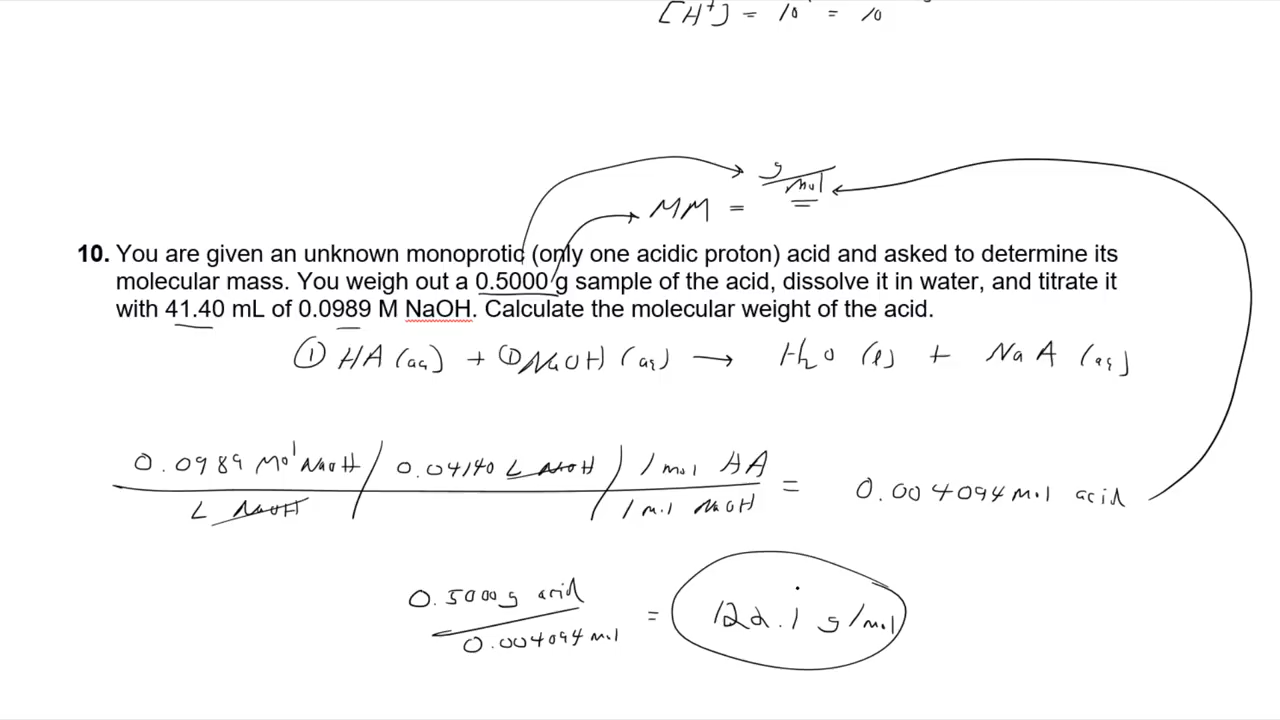 [H⁺] = 10 = 10
g
mol
MM =
10. You are given an unknown monoprotic (only one acidic proton) acid and asked to determine its
molecular mass. You weigh out a 0.5000 g sample of the acid, dissolve it in water, and titrate it
with 41.40 mL of 0.0989 M NaOH. Calculate the molecular weight of the acid.
① HA (aq) + ① NaOH (aq) → H₂O (l) + NaA (aq)
0.0989 mol NaOH / 0.04140 L NaOH / 1 mol HA
= 0.004094 mol acid
L NaOH / 1 mol NaOH
0.5000 g acid
= 122.1 g/mol
0.004094 mol